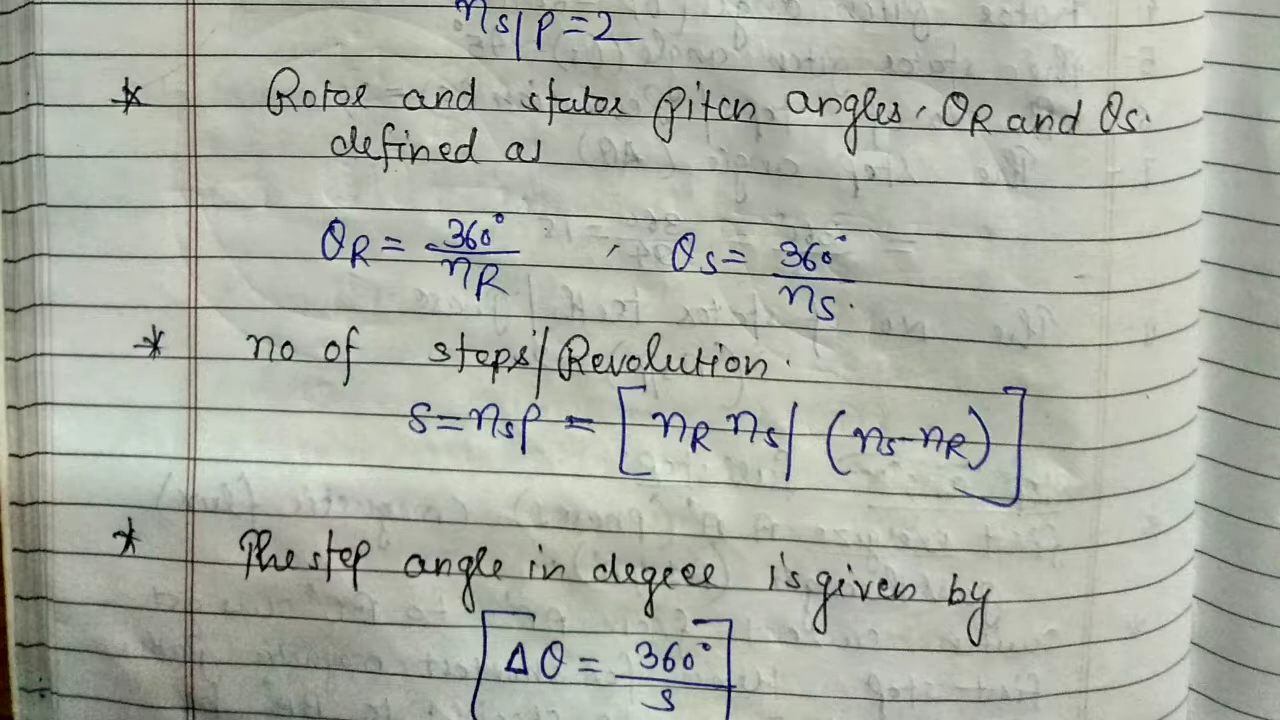 ns/p=2
* Rotor and stator pitch angles, θR and θs.
defined as
θR = 360°/nR , θs = 360°/ns.
* no of steps/Revolution.
S=nsp = [nR ns/ (ns-nR)]
* The step angle in degree is given by
Δθ = 360°/s